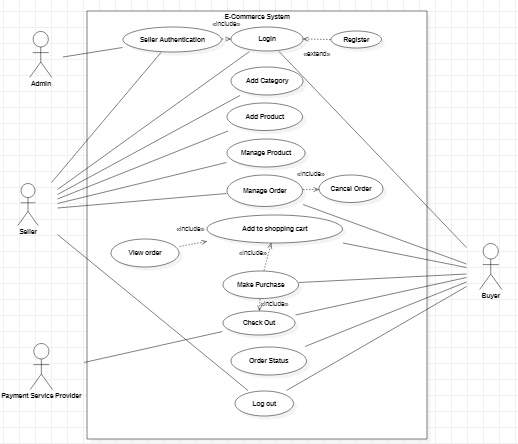 E-Commerce System
«include»
Seller Authentication
Login
Register
«extend»
Admin
Add Category
Add Product
Manage Product
«include»
Manage Order
Cancel Order
Seller
«include»
Add to shopping cart
View order
«include»
Make Purchase
Buyer
«include»
Check Out
Order Status
Payment Service Provider
Log out